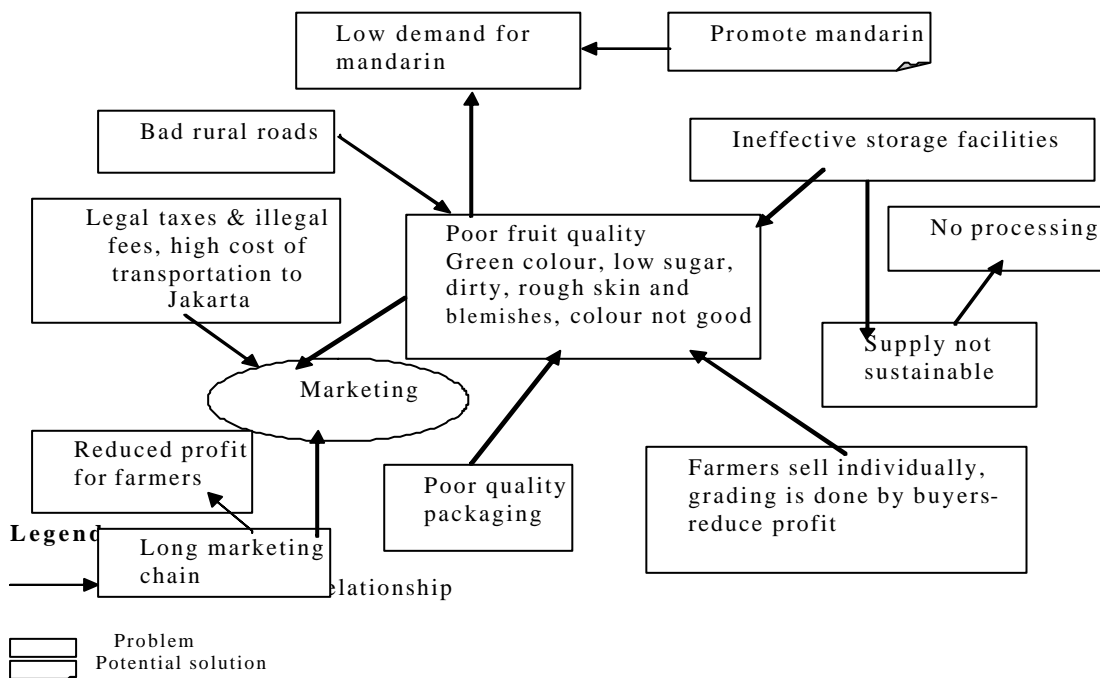 Low demand for
mandarin
Promote mandarin
Bad rural roads
Ineffective storage facilities
Legal taxes & illegal
fees, high cost of
transportation to
Jakarta
Poor fruit quality
Green colour, low sugar,
dirty, rough skin and
blemishes, colour not good
No processing
Supply not
sustainable
Marketing
Reduced profit
for farmers
Poor quality
packaging
Farmers sell individually,
grading is done by buyers-
reduce profit
Legend
Long marketing
chain
elationship
Problem
Potential solution